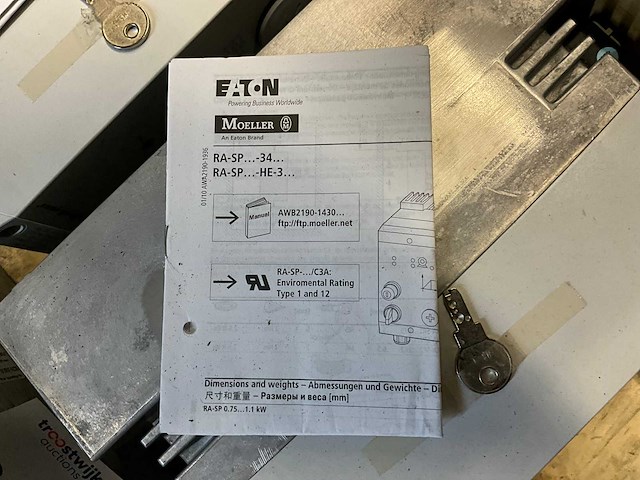 EATON
Powering Business Worldwide
MOELLER
An Eaton Brand
RA-SP...-34...
RA-SP...-HE-3...
01/10 AWA2190-1936
Manual
AWB2190-1430...
ftp://ftp.moeller.net
RA-SP-.../C3A:
Enviromental Rating
Type 1 and 12
Dimensions and weights – Abmessungen und Gewichte – Di
尺寸和重量 – Размеры и веса [mm]
RA-SP 0.75...1.1 kW
troostwijk
auctions